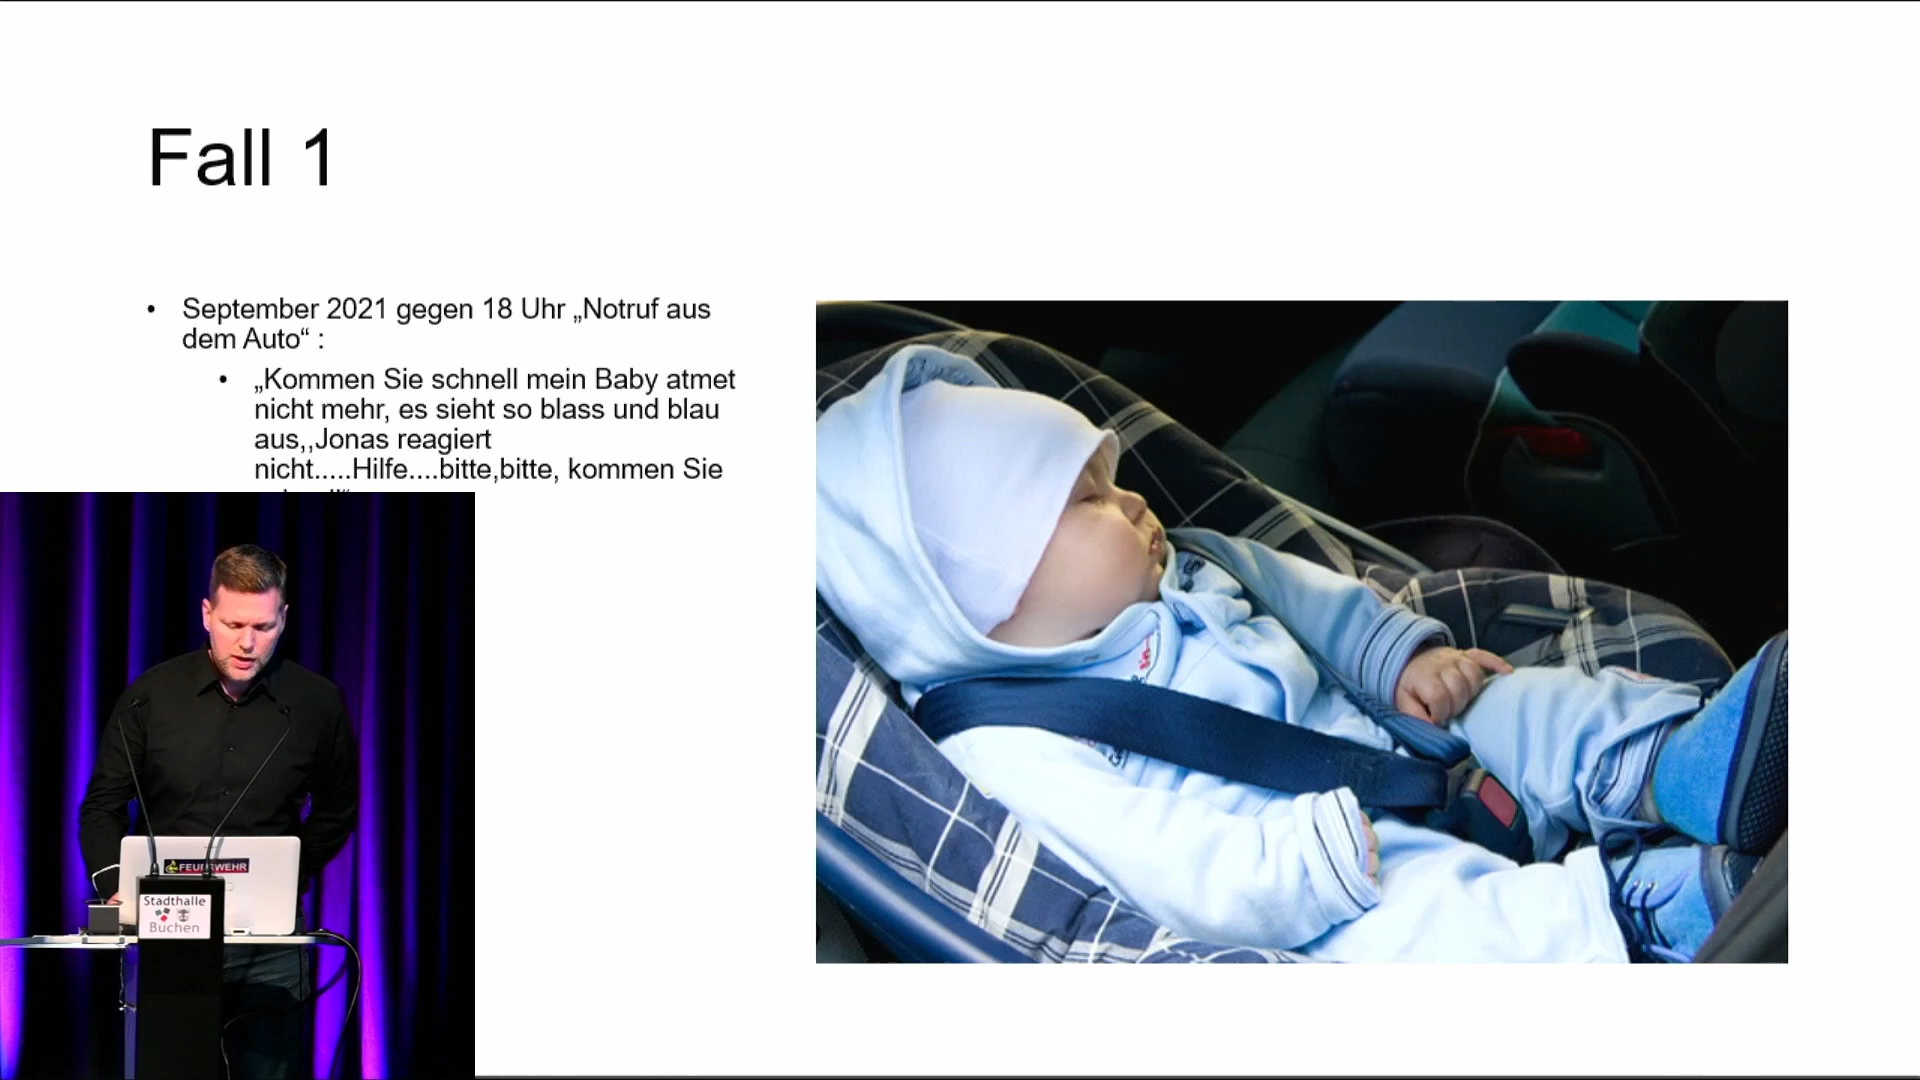 Fall 1
• September 2021 gegen 18 Uhr „Notruf aus
dem Auto“ :
• „Kommen Sie schnell mein Baby atmet
nicht mehr, es sieht so blass und blau
aus,,Jonas reagiert
nicht.....Hilfe....bitte,bitte, kommen Sie
FEUERWEHR
Stadthalle
Buchen